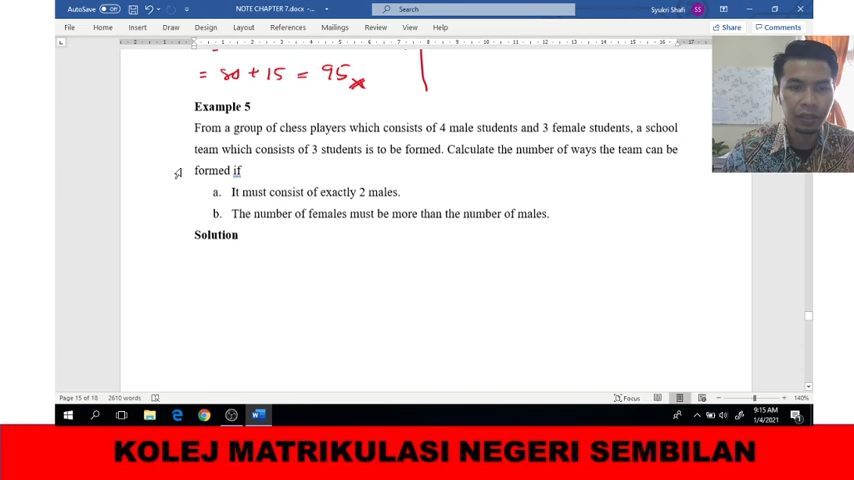 AutoSave Off NOTE CHAPTER 7.docx - Search Syukri Shafi SS
File Home Insert Draw Design Layout References Mailings Review View Help Share Comments
= 80 + 15 = 95
Example 5
From a group of chess players which consists of 4 male students and 3 female students, a school
team which consists of 3 students is to be formed. Calculate the number of ways the team can be
formed if
a. It must consist of exactly 2 males.
b. The number of females must be more than the number of males.
Solution
Page 15 of 18 2610 words Focus 140%
9:15 AM
1/4/2021
KOLEJ MATRIKULASI NEGERI SEMBILAN